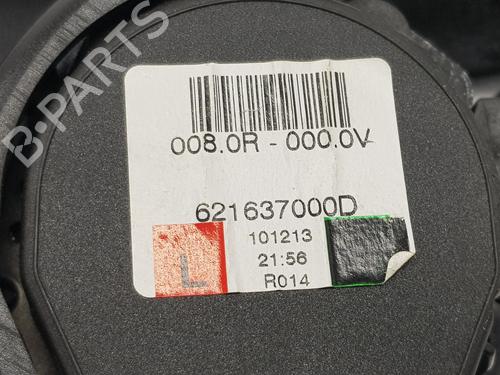 008.0R - 000.0V
621637000D
101213
L
21:56
R014
B-PARTS